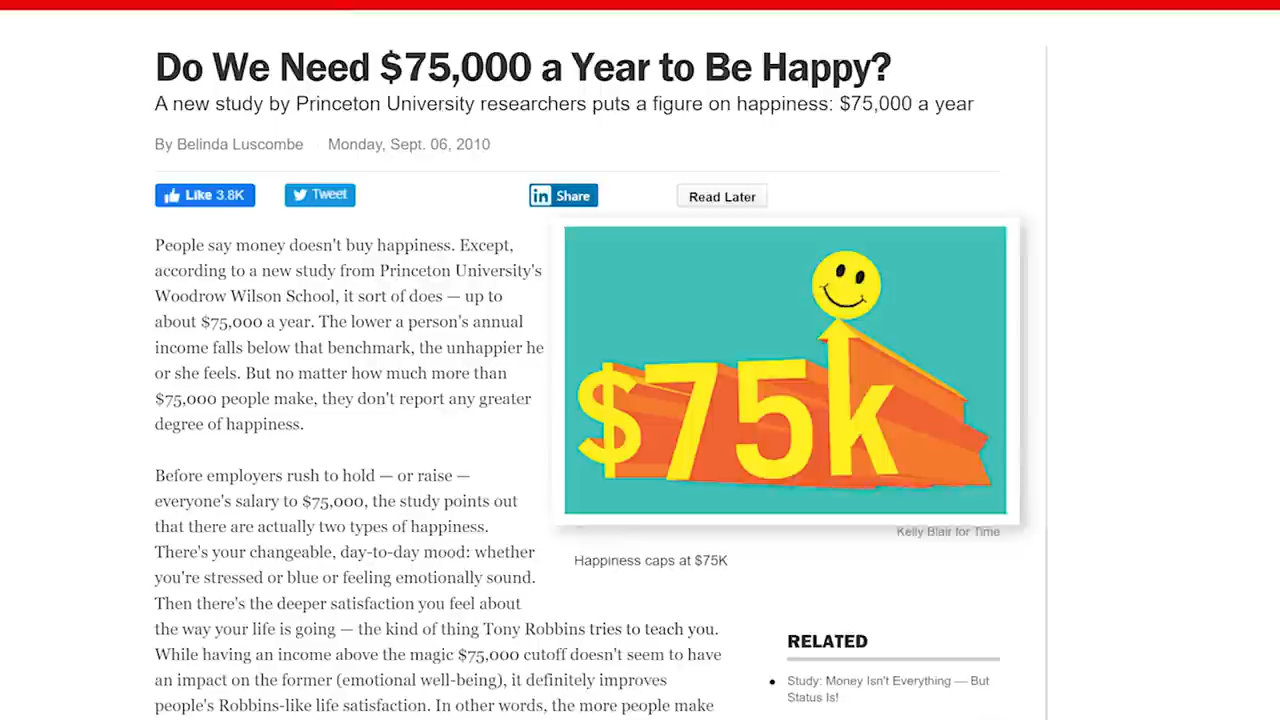 Do We Need $75,000 a Year to Be Happy?
A new study by Princeton University researchers puts a figure on happiness: $75,000 a year
By Belinda Luscombe Monday, Sept. 06, 2010
Like 3.8K Tweet Share Read Later
People say money doesn't buy happiness. Except,
according to a new study from Princeton University's
Woodrow Wilson School, it sort of does — up to
about $75,000 a year. The lower a person's annual
income falls below that benchmark, the unhappier he
or she feels. But no matter how much more than
$75,000 people make, they don't report any greater
degree of happiness.
Before employers rush to hold — or raise —
everyone's salary to $75,000, the study points out
that there are actually two types of happiness.
There's your changeable, day-to-day mood: whether
you're stressed or blue or feeling emotionally sound.
Then there's the deeper satisfaction you feel about
the way your life is going — the kind of thing Tony Robbins tries to teach you.
While having an income above the magic $75,000 cutoff doesn't seem to have
an impact on the former (emotional well-being), it definitely improves
people's Robbins-like life satisfaction. In other words, the more people make
$75k
Kelly Blair for Time
Happiness caps at $75K
RELATED
Study: Money Isn't Everything — But
Status Is!